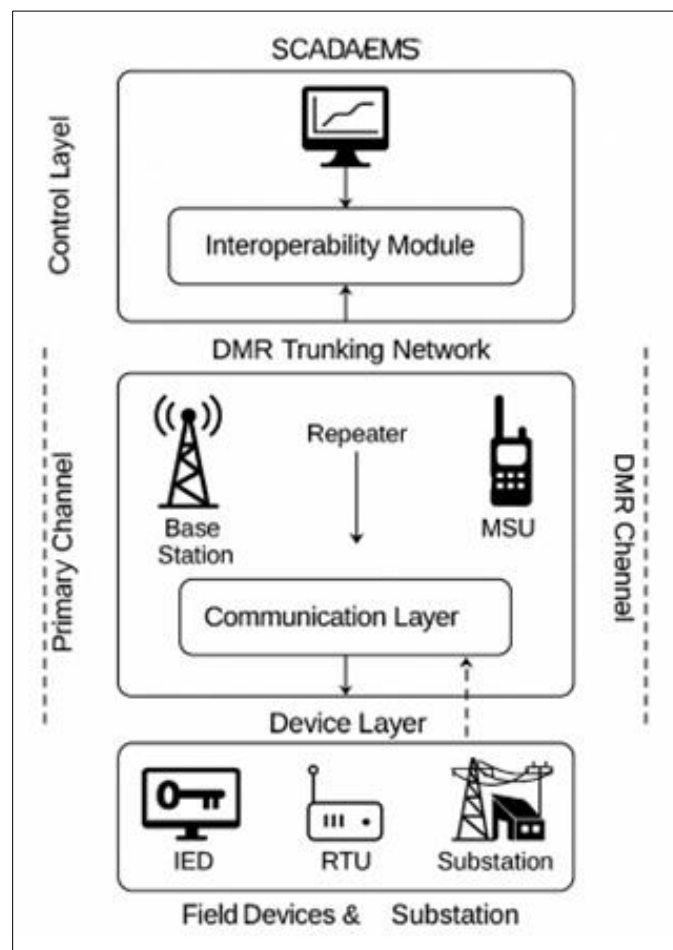 SCADA/EMS
Control Layel
Interoperability Module
DMR Trunking Network
Primary Channel
Repeater
Base
Station
MSU
DMR Chennəl
Communication Layer
Device Layer
IED
RTU
Substation
Field Devices & Substation